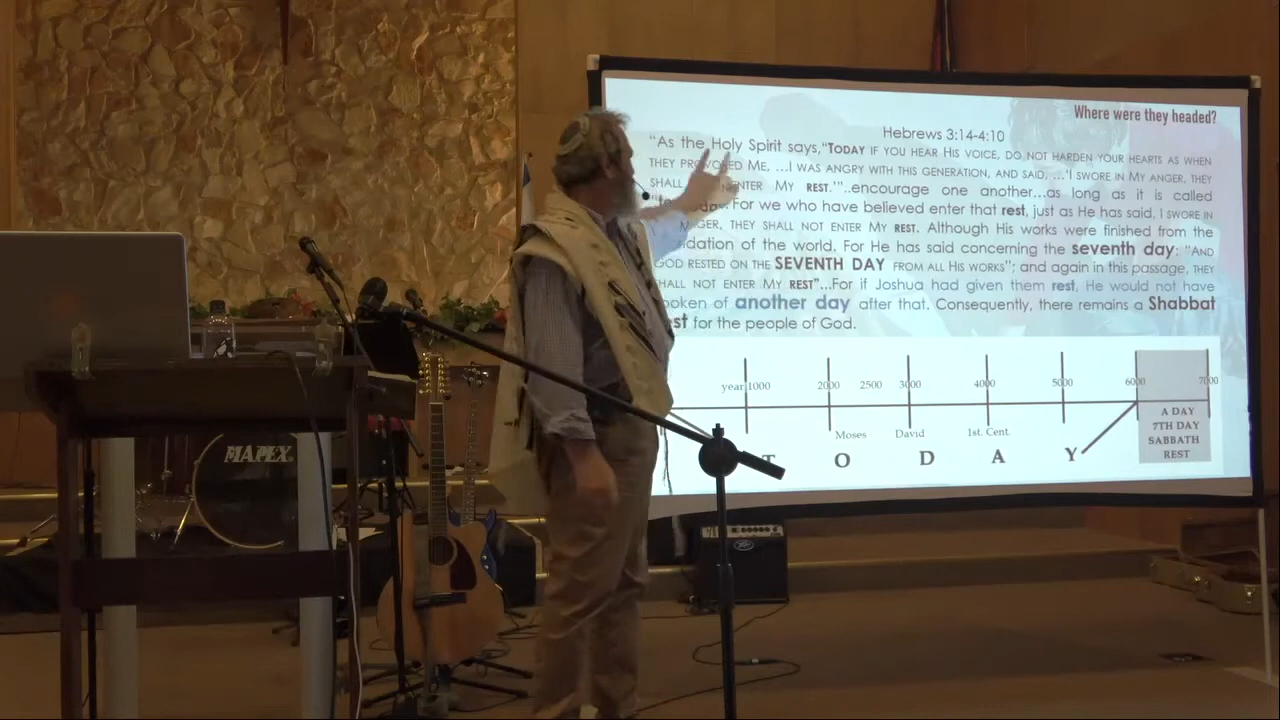 Where were they headed?
Hebrews 3:14-4:10
"As the Holy Spirit says,"TODAY IF YOU HEAR HIS VOICE, DO NOT HARDEN YOUR HEARTS AS WHEN
THEY PROVOKED ME, ...I WAS ANGRY WITH THIS GENERATION, AND SAID, ...'I SWORE IN MY ANGER, THEY
SHALL ENTER MY REST.'"..encourage one another...as long as it is called
For we who have believed enter that rest, just as He has said, I SWORE IN
THEY SHALL NOT ENTER MY REST. Although His works were finished from the
dation of the world. For He has said concerning the seventh day: "AND
GOD RESTED ON THE SEVENTH DAY FROM ALL HIS WORKS"; and again in this passage, THEY
HALL NOT ENTER MY REST"...For if Joshua had given them rest, He would not have
poken of another day after that. Consequently, there remains a Shabbat
st for the people of God.
year 1000 2000 2500 3000 4000 5000 6000 7000
Moses David 1st. Cent.
A DAY
7TH DAY
SABBATH
REST
T O D A Y
MAPEX
PEAVEY